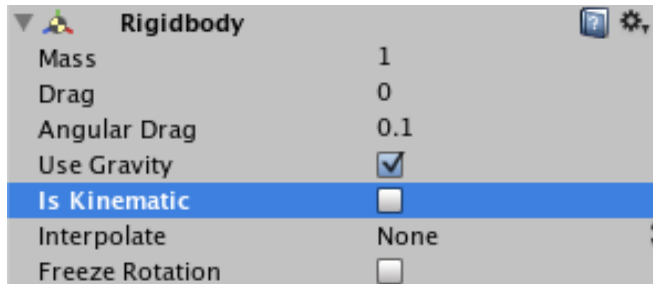 Rigidbody
Mass 1
Drag 0
Angular Drag 0.1
Use Gravity
Is Kinematic
Interpolate None
Freeze Rotation